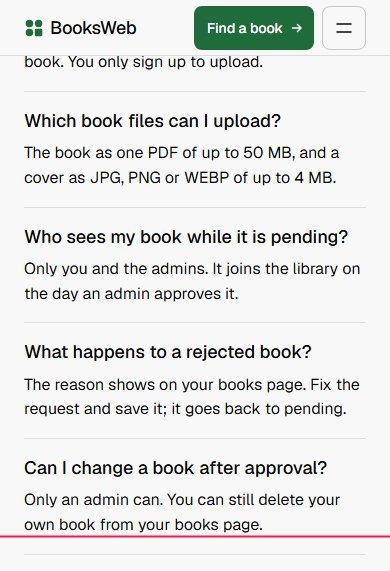 BooksWeb
Find a book →
book. You only sign up to upload.
Which book files can I upload?
The book as one PDF of up to 50 MB, and a
cover as JPG, PNG or WEBP of up to 4 MB.
Who sees my book while it is pending?
Only you and the admins. It joins the library on
the day an admin approves it.
What happens to a rejected book?
The reason shows on your books page. Fix the
request and save it; it goes back to pending.
Can I change a book after approval?
Only an admin can. You can still delete your
own book from your books page.